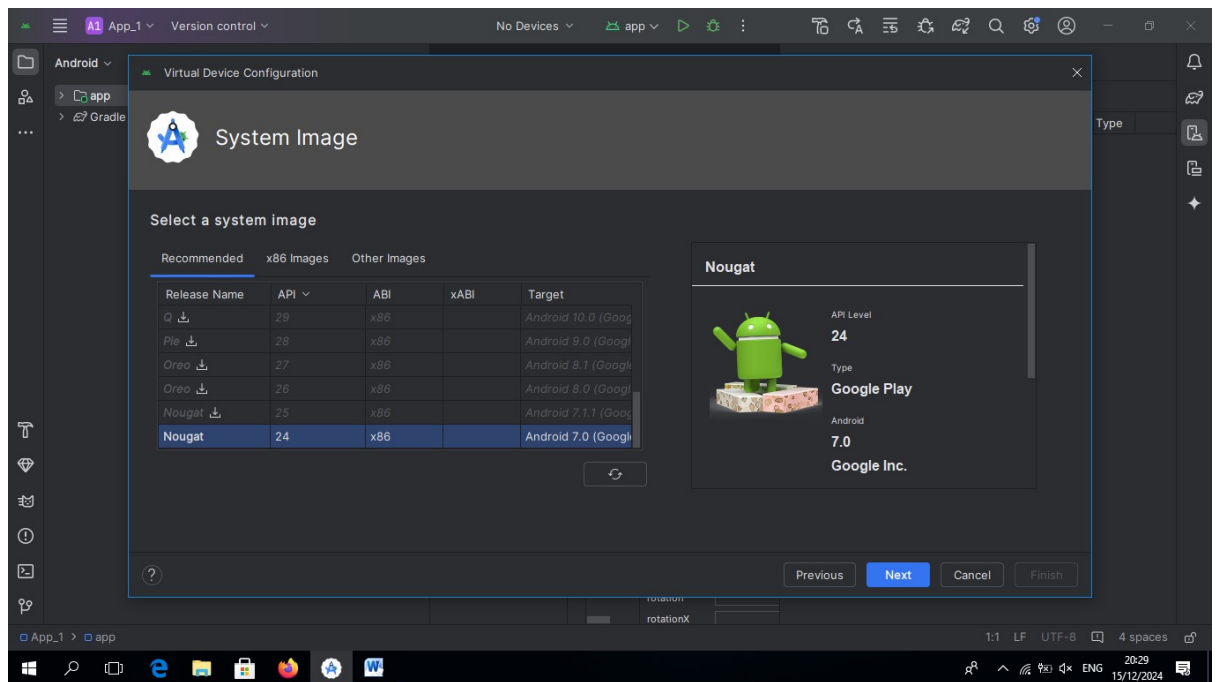 A1 App_1 Version control No Devices app
Android
app
Gradle
Type
Virtual Device Configuration
System Image
Select a system image
Recommended x86 Images Other Images
Release Name API ABI xABI Target
Q 29 x86 Android 10.0 (Goog
Pie 28 x86 Android 9.0 (Googl
Oreo 27 x86 Android 8.1 (Google
Oreo 26 x86 Android 8.0 (Googl
Nougat 25 x86 Android 7.1.1 (Goog
Nougat 24 x86 Android 7.0 (Google
Nougat
API Level
24
Type
Google Play
Android
7.0
Google Inc.
? Previous Next Cancel Finish
rotation
rotationX
App_1 > app 1:1 LF UTF-8 4 spaces
ENG 20:29
15/12/2024